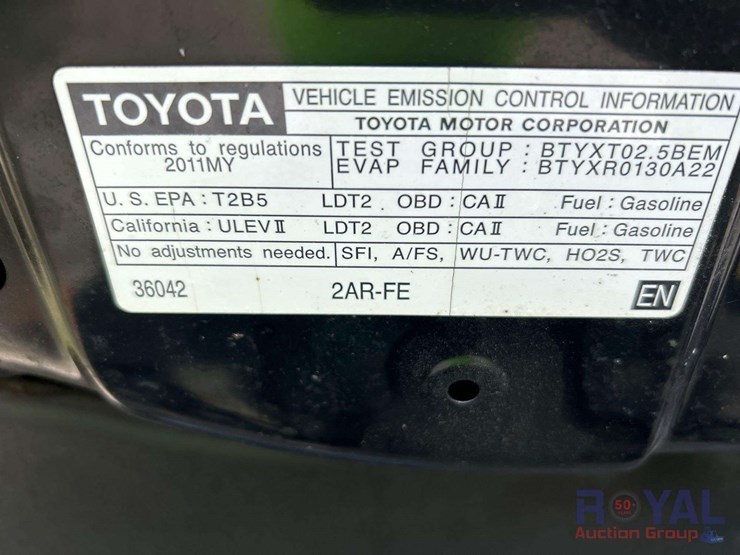 TOYOTA
VEHICLE EMISSION CONTROL INFORMATION
TOYOTA MOTOR CORPORATION
Conforms to regulations
2011MY
TEST GROUP : BTYXT02.5BEM
EVAP FAMILY : BTYXR0130A22
U.S. EPA : T2B5 LDT2 OBD : CAII Fuel : Gasoline
California : ULEVII LDT2 OBD : CAII Fuel : Gasoline
No adjustments needed. SFI, A/FS, WU-TWC, HO2S, TWC
36042 2AR-FE EN
ROYAL
50+
Auction Group